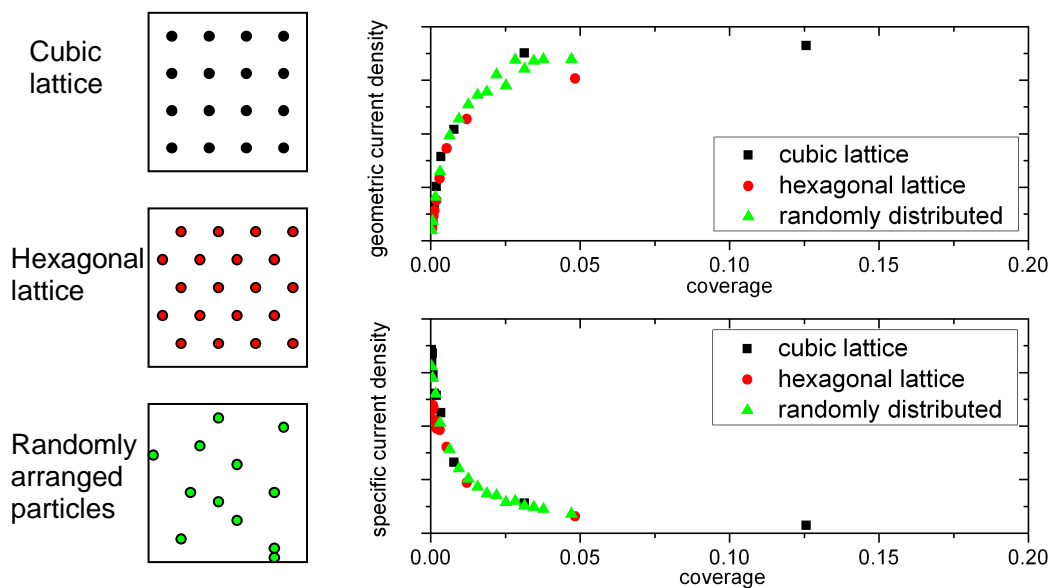 Cubic
lattice
Hexagonal
lattice
Randomly
arranged
particles
geometric current density
cubic lattice
hexagonal lattice
randomly distributed
0.00 0.05 0.10 0.15 0.20
coverage
specific current density
cubic lattice
hexagonal lattice
randomly distributed
0.00 0.05 0.10 0.15 0.20
coverage